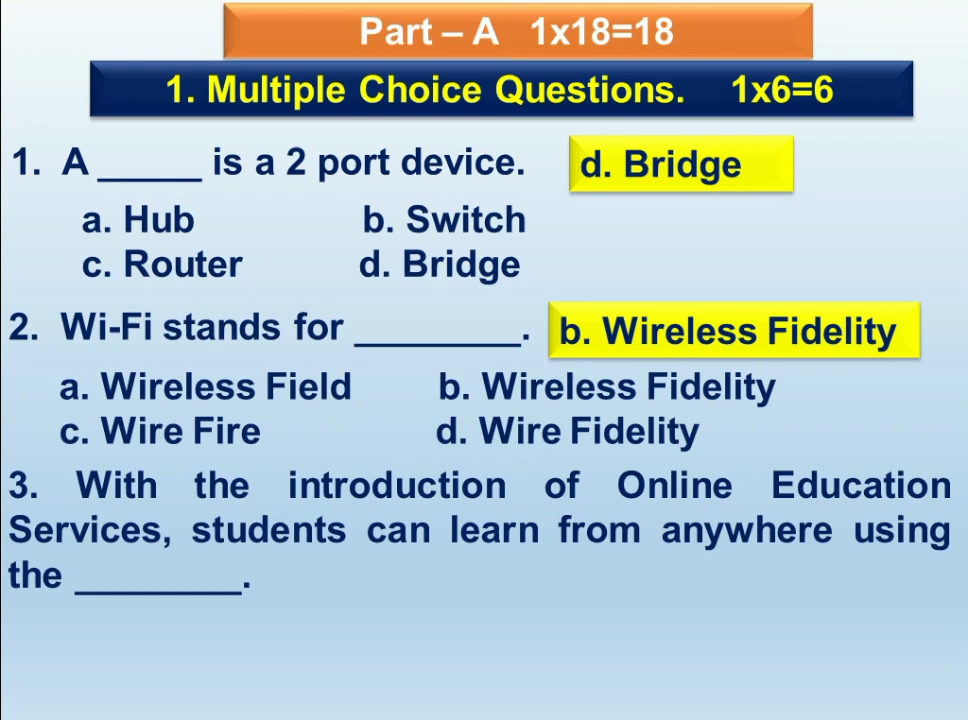 Part – A 1x18=18
1. Multiple Choice Questions. 1x6=6
1. A _____ is a 2 port device. d. Bridge
a. Hub b. Switch
c. Router d. Bridge
2. Wi-Fi stands for ________. b. Wireless Fidelity
a. Wireless Field b. Wireless Fidelity
c. Wire Fire d. Wire Fidelity
3. With the introduction of Online Education
Services, students can learn from anywhere using
the ________.